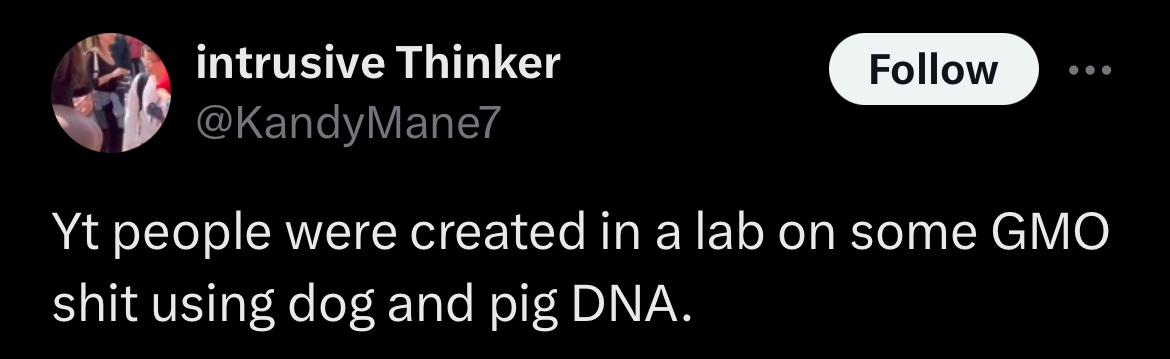 intrusive Thinker
Follow
@KandyMane7
Yt people were created in a lab on some GMO
shit using dog and pig DNA.